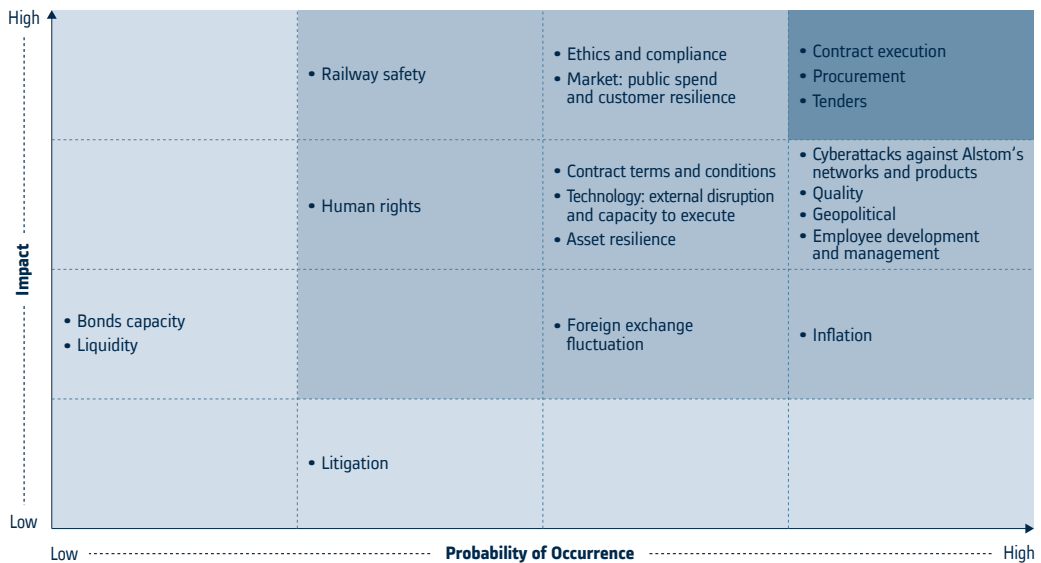 High
• Railway safety
• Ethics and compliance
• Market: public spend
and customer resilience
• Contract execution
• Procurement
• Tenders
• Human rights
• Contract terms and conditions
• Technology: external disruption
and capacity to execute
• Asset resilience
• Cyberattacks against Alstom's
networks and products
• Quality
• Geopolitical
• Employee development
and management
Impact
• Bonds capacity
• Liquidity
• Foreign exchange
fluctuation
• Inflation
• Litigation
Low
Low
Probability of Occurrence
High